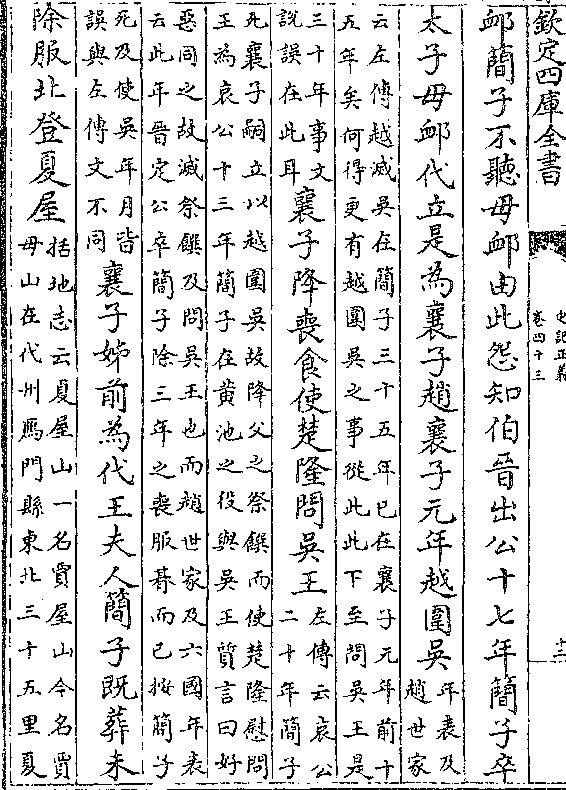 欽定四庫全書
史記正義
卷四十三
十二
卹簡子不聽毋卹由此怨知伯晉出公十七年簡子卒
太子毋卹代立是為襄子趙襄子元年越圍吳
年表及
趙世家
云左傳越滅吳在簡子三十五年已在襄子元年前十
五年矣何得更有越圍吳之事從此此下至問吳王是
三十年事文
說誤在此耳
襄子降喪食使楚隆問吳王
左傳云哀公
二十年簡子
死襄子嗣立以越圍吳故降父之祭饌而使楚隆慰問
王為哀公十三年簡子在黃池之役與吳王質言曰好
惡同之故減祭饌及問吳王也而趙世家及六國年表
云此年晉定公卒簡子除三年之喪服朞而已按簡子
死及使吳年月皆
誤與左傳文不同
襄子姊前為代王夫人簡子既葬未
除服北登夏屋
括地志云夏屋山一名賈屋山今名賈
毋山在代州鴈門縣東北三十五里夏